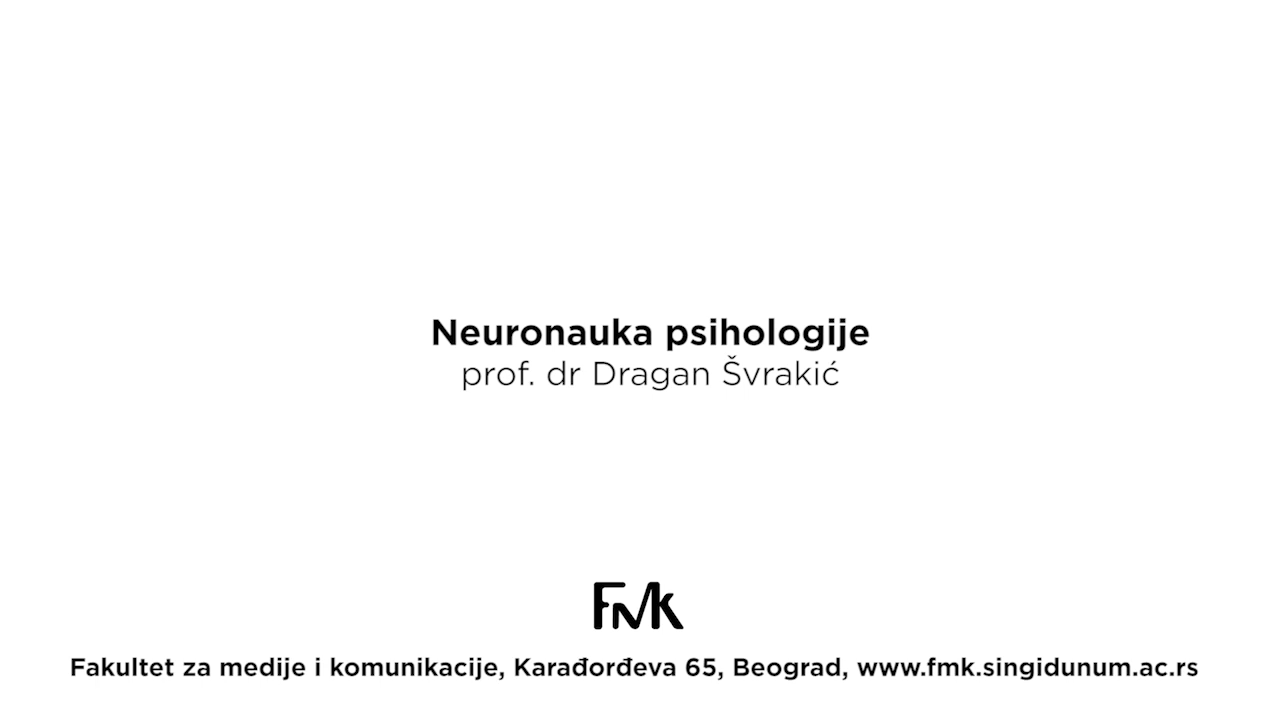 Neuronauka psihologije
prof. dr Dragan Švrakić
FMK
Fakultet za medije i komunikacije, Karađorđeva 65, Beograd, www.fmk.singidunum.ac.rs